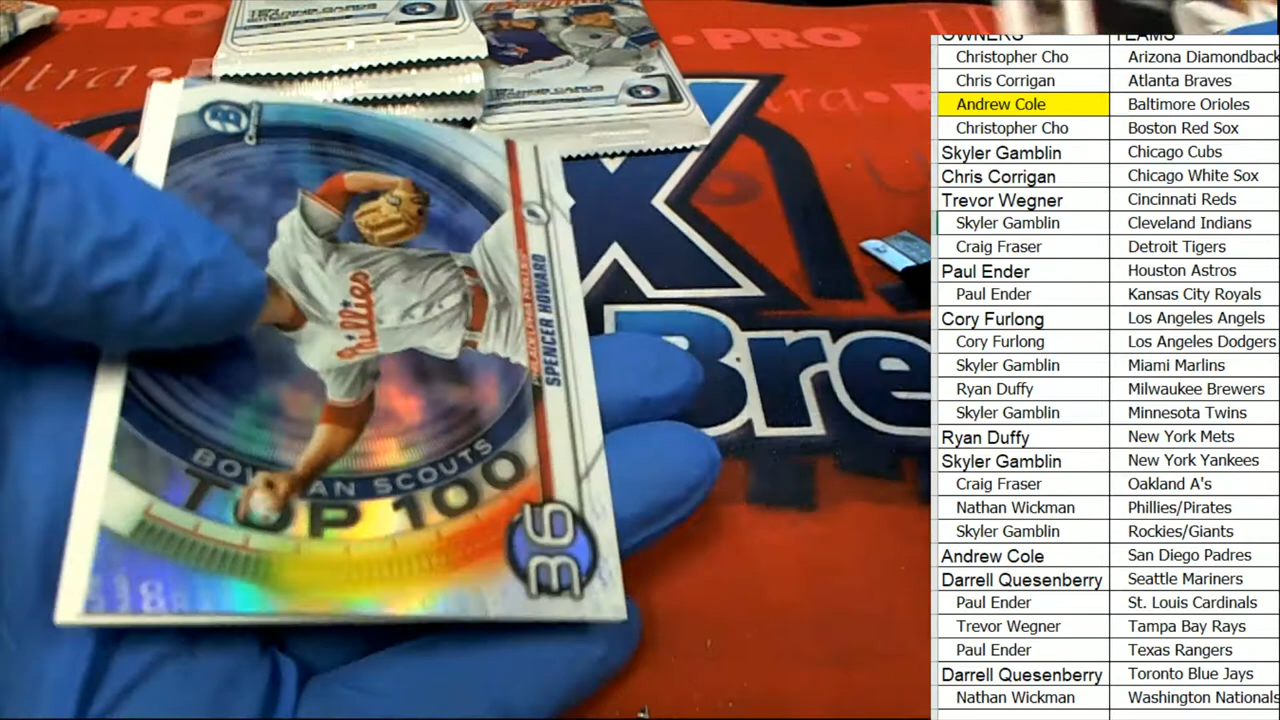 OWNERS TEAMS
Christopher Cho Arizona Diamondback
Chris Corrigan Atlanta Braves
Andrew Cole Baltimore Orioles
Christopher Cho Boston Red Sox
Skyler Gamblin Chicago Cubs
Chris Corrigan Chicago White Sox
Trevor Wegner Cincinnati Reds
Skyler Gamblin Cleveland Indians
Craig Fraser Detroit Tigers
Paul Ender Houston Astros
Paul Ender Kansas City Royals
Cory Furlong Los Angeles Angels
Cory Furlong Los Angeles Dodgers
Skyler Gamblin Miami Marlins
Ryan Duffy Milwaukee Brewers
Skyler Gamblin Minnesota Twins
Ryan Duffy New York Mets
Skyler Gamblin New York Yankees
Craig Fraser Oakland A's
Nathan Wickman Phillies/Pirates
Skyler Gamblin Rockies/Giants
Andrew Cole San Diego Padres
Darrell Quesenberry Seattle Mariners
Paul Ender St. Louis Cardinals
Trevor Wegner Tampa Bay Rays
Paul Ender Texas Rangers
Darrell Quesenberry Toronto Blue Jays
Nathan Wickman Washington Nationals
B
Phillies
PHILADELPHIA PHILLIES
SPENCER HOWARD
SCOUTS
TOP 100
36
PRO
X
Bre